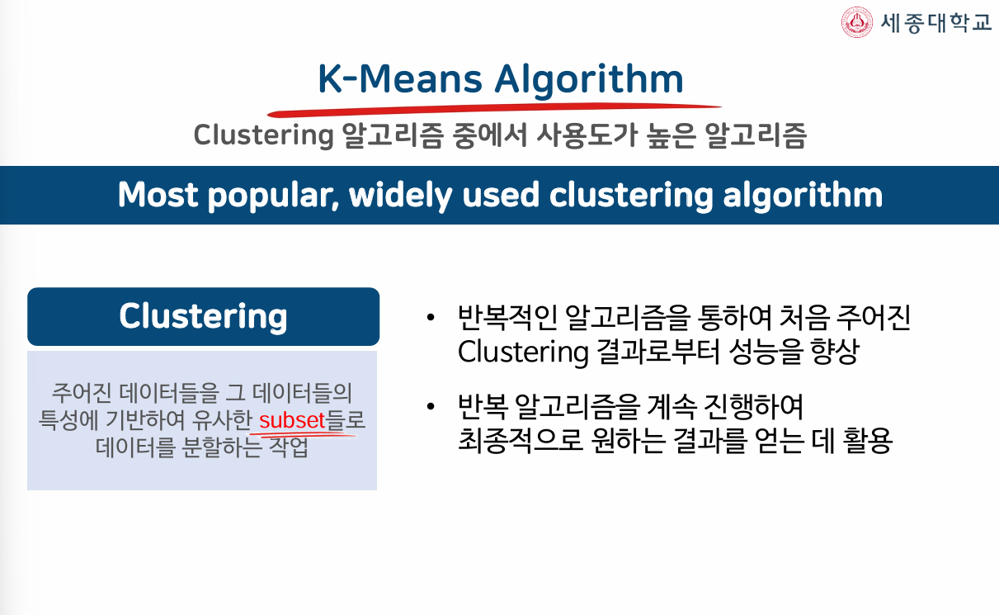 세종대학교
K-Means Algorithm
Clustering 알고리즘 중에서 사용도가 높은 알고리즘
Most popular, widely used clustering algorithm
Clustering
주어진 데이터들을 그 데이터들의
특성에 기반하여 유사한 subset들로
데이터를 분할하는 작업
• 반복적인 알고리즘을 통하여 처음 주어진
Clustering 결과로부터 성능을 향상
• 반복 알고리즘을 계속 진행하여
최종적으로 원하는 결과를 얻는 데 활용